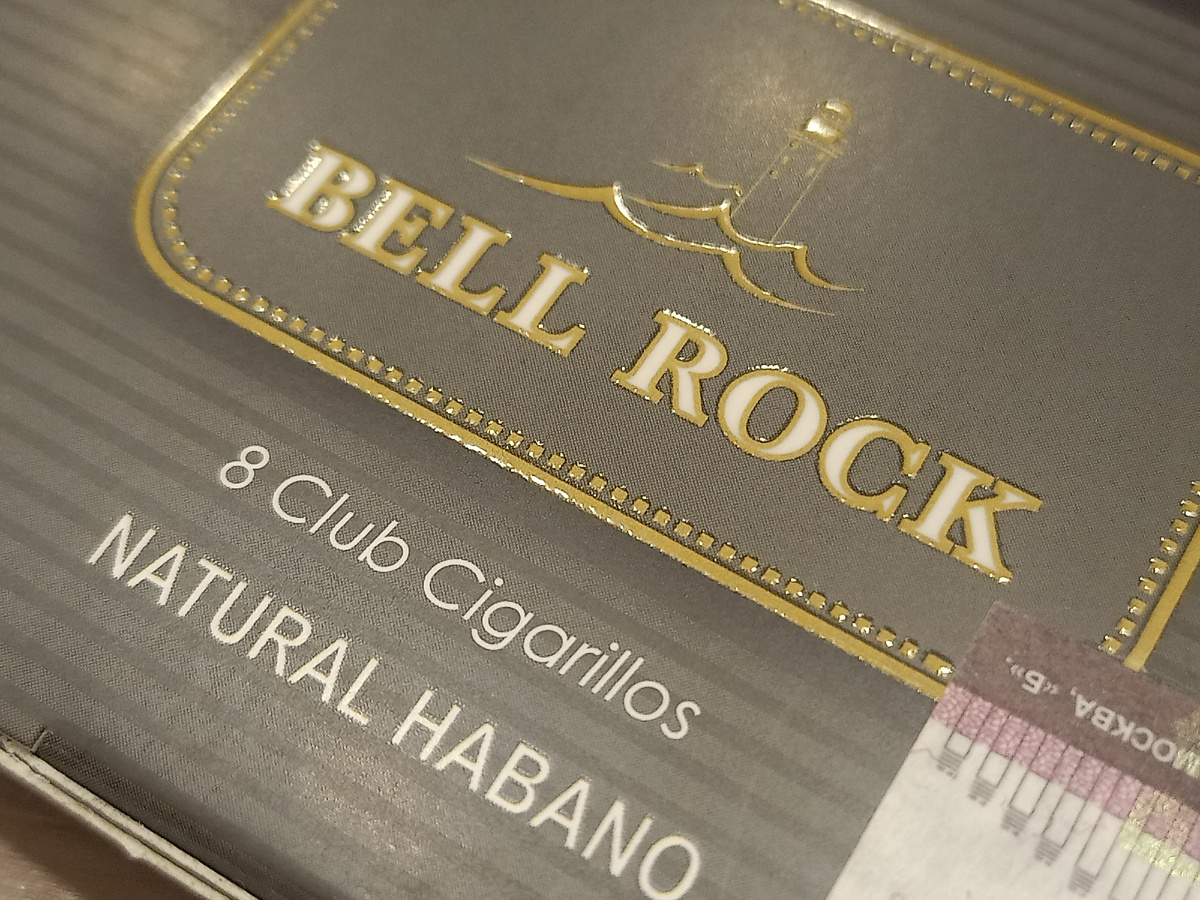 BELL ROCK
8 Club Cigarillos
NATURAL HABANO
МОСКВА, «Б».